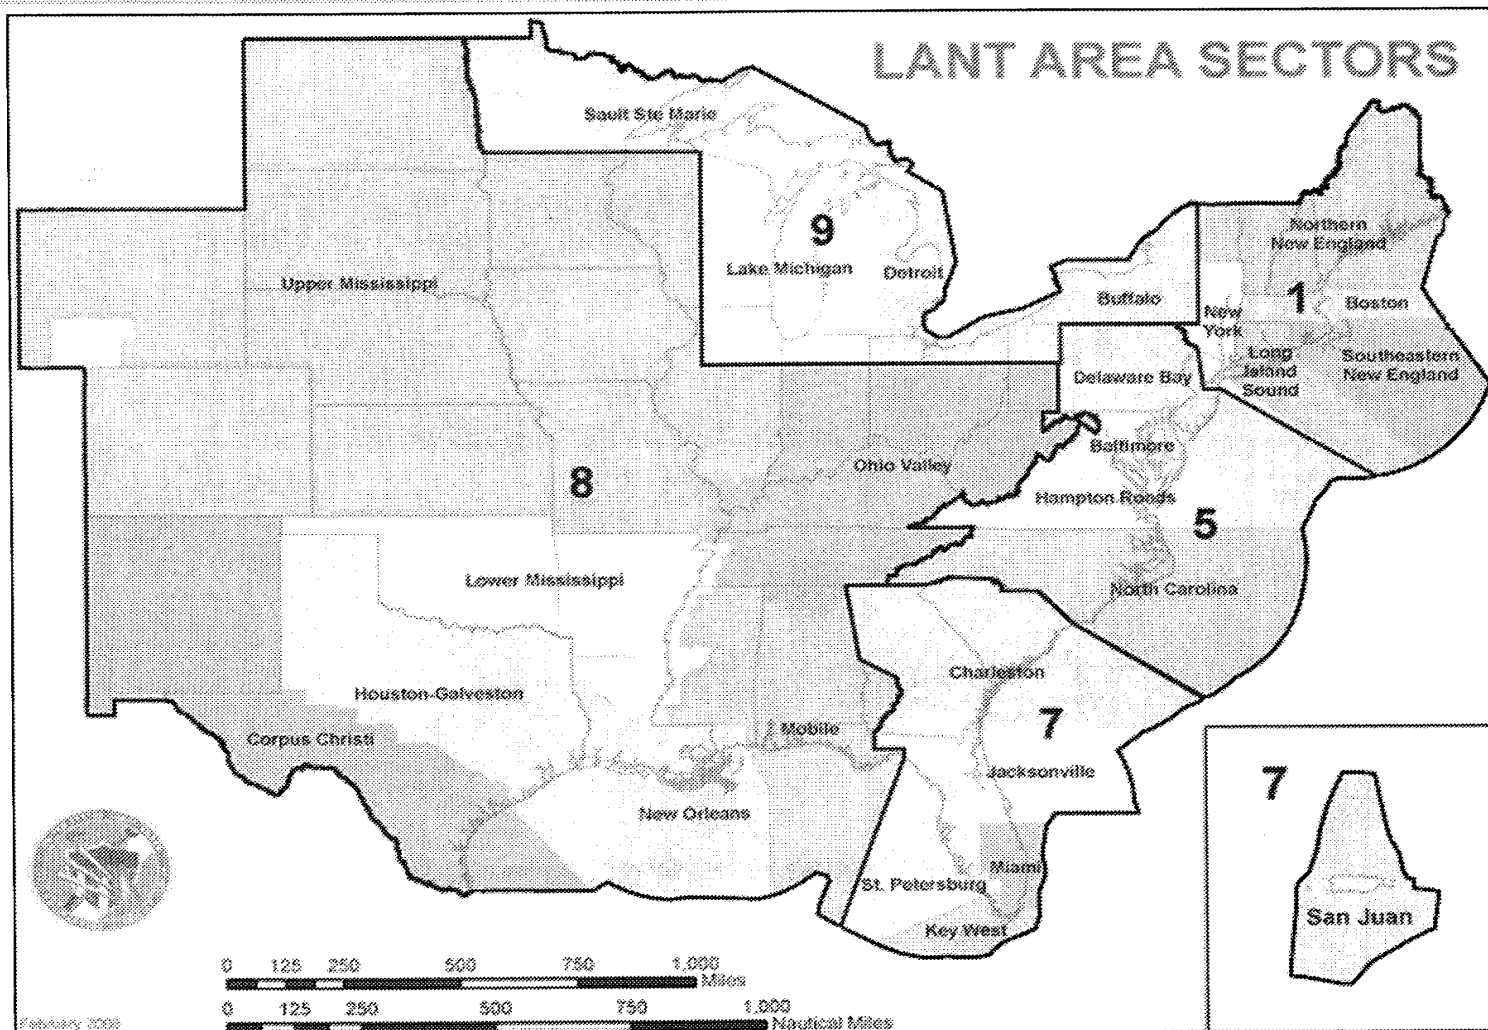 LANT AREA SECTORS
Sault Ste Marie
9
Lake Michigan
Detroit
Buffalo
Northern
New England
1
New
York
Boston
Long
Island
Sound
Southeastern
New England
Upper Mississippi
Delaware Bay
Baltimore
Ohio Valley
8
Hampton Roads
5
North Carolina
Lower Mississippi
Houston-Galveston
Corpus Christi
Mobile
New Orleans
Charleston
7
Jacksonville
St. Petersburg
Miami
Key West
7
San Juan
0 125 250 500 750 1,000
Miles
0 125 250 500 750 1,000
Nautical Miles
February